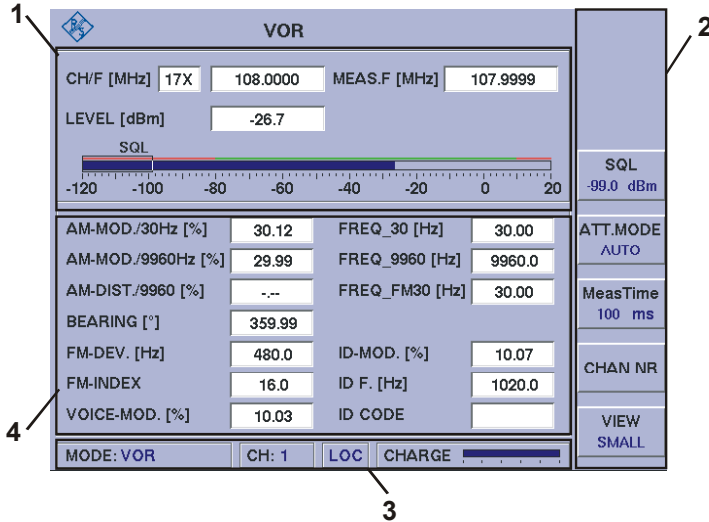 1
2
R S
VOR
CH/F [MHz] 17X 108.0000 MEAS.F [MHz] 107.9999
LEVEL [dBm] -26.7
SQL
-120 -100 -80 -60 -40 -20 0 20
SQL
-99.0 dBm
ATT.MODE
AUTO
MeasTime
100 ms
CHAN NR
VIEW
SMALL
AM-MOD./30Hz [%] 30.12 FREQ_30 [Hz] 30.00
AM-MOD./9960Hz [%] 29.99 FREQ_9960 [Hz] 9960.0
AM-DIST./9960 [%] -.-- FREQ_FM30 [Hz] 30.00
BEARING [°] 359.99
FM-DEV. [Hz] 480.0 ID-MOD. [%] 10.07
FM-INDEX 16.0 ID F. [Hz] 1020.0
VOICE-MOD. [%] 10.03 ID CODE
4
MODE: VOR CH: 1 LOC CHARGE
3